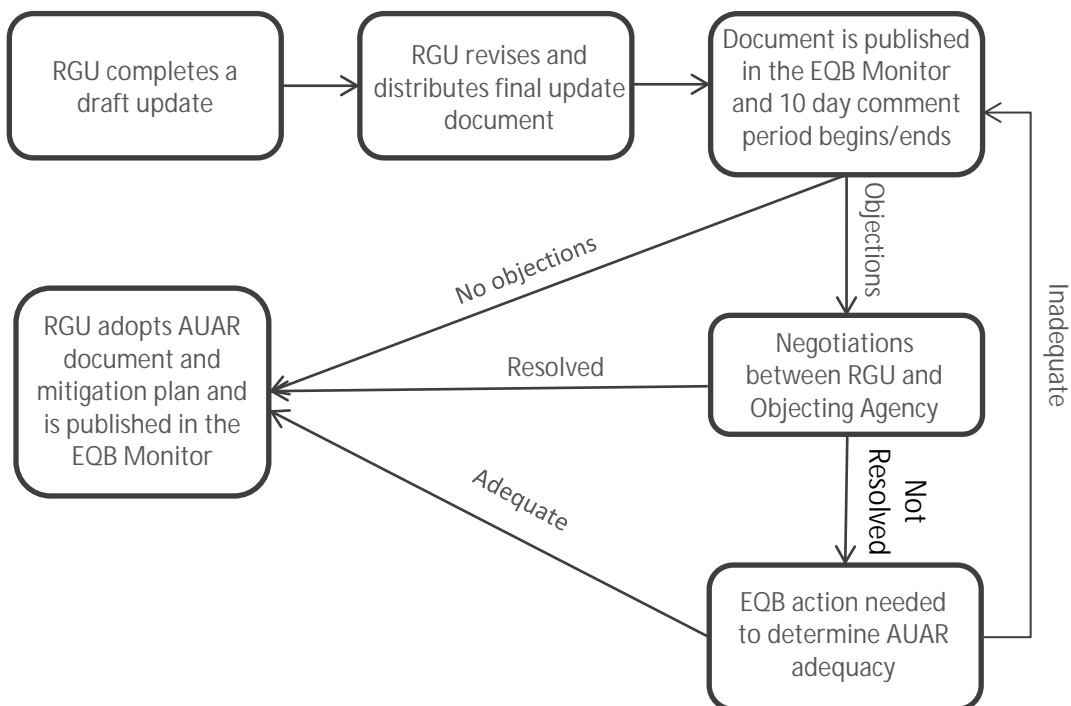 RGU completes a
draft update
RGU revises and
distributes final update
document
Document is published
in the EQB Monitor
and 10 day comment
period begins/ends
Objections
No objections
Inadequate
RGU adopts AUAR
document and
mitigation plan and
is published in the
EQB Monitor
Resolved
Negotiations
between RGU and
Objecting Agency
Not
Resolved
Adequate
EQB action needed
to determine AUAR
adequacy